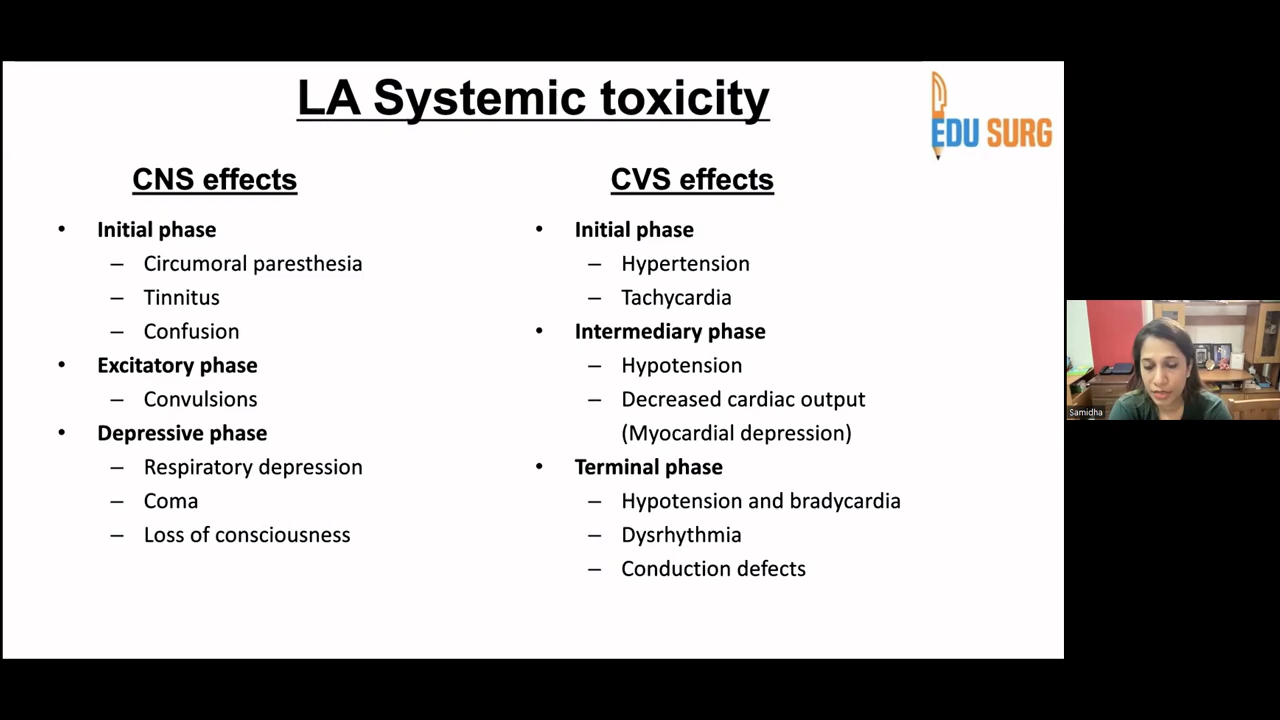 LA Systemic toxicity
EDU SURG
CNS effects
• Initial phase
– Circumoral paresthesia
– Tinnitus
– Confusion
• Excitatory phase
– Convulsions
• Depressive phase
– Respiratory depression
– Coma
– Loss of consciousness
CVS effects
• Initial phase
– Hypertension
– Tachycardia
• Intermediary phase
– Hypotension
– Decreased cardiac output
(Myocardial depression)
• Terminal phase
– Hypotension and bradycardia
– Dysrhythmia
– Conduction defects
Samidha